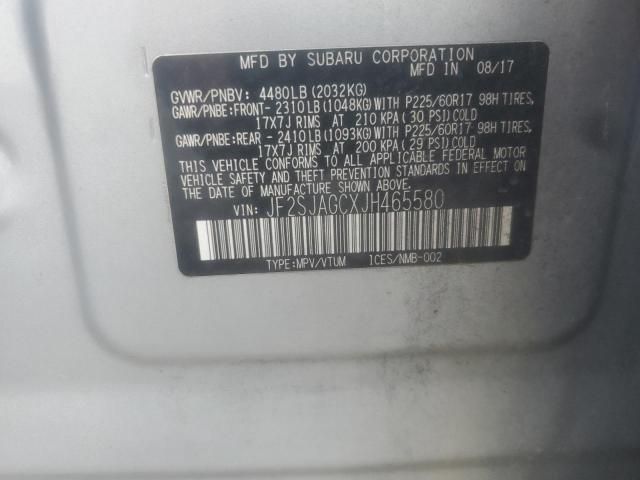 MFD BY SUBARU CORPORATION
MFD IN 08/17
GVWR/PNBV: 4480LB (2032KG)
GAWR/PNBE:FRONT- 2310LB (1048KG) WITH P225/60R17 98H TIRES,
17X7J RIMS AT 210 KPA (30 PSI) COLD
GAWR/PNBE:REAR - 2410LB (1093KG) WITH P225/60R17 98H TIRES,
17X7J RIMS AT 200 KPA (29 PSI) COLD
THIS VEHICLE CONFORMS TO ALL APPLICABLE FEDERAL MOTOR
VEHICLE SAFETY AND THEFT PREVENTION STANDARDS IN EFFECT ON
THE DATE OF MANUFACTURE SHOWN ABOVE.
VIN: JF2SJAGCXJH465580
TYPE:MPV/VTUM ICES/NMB-002